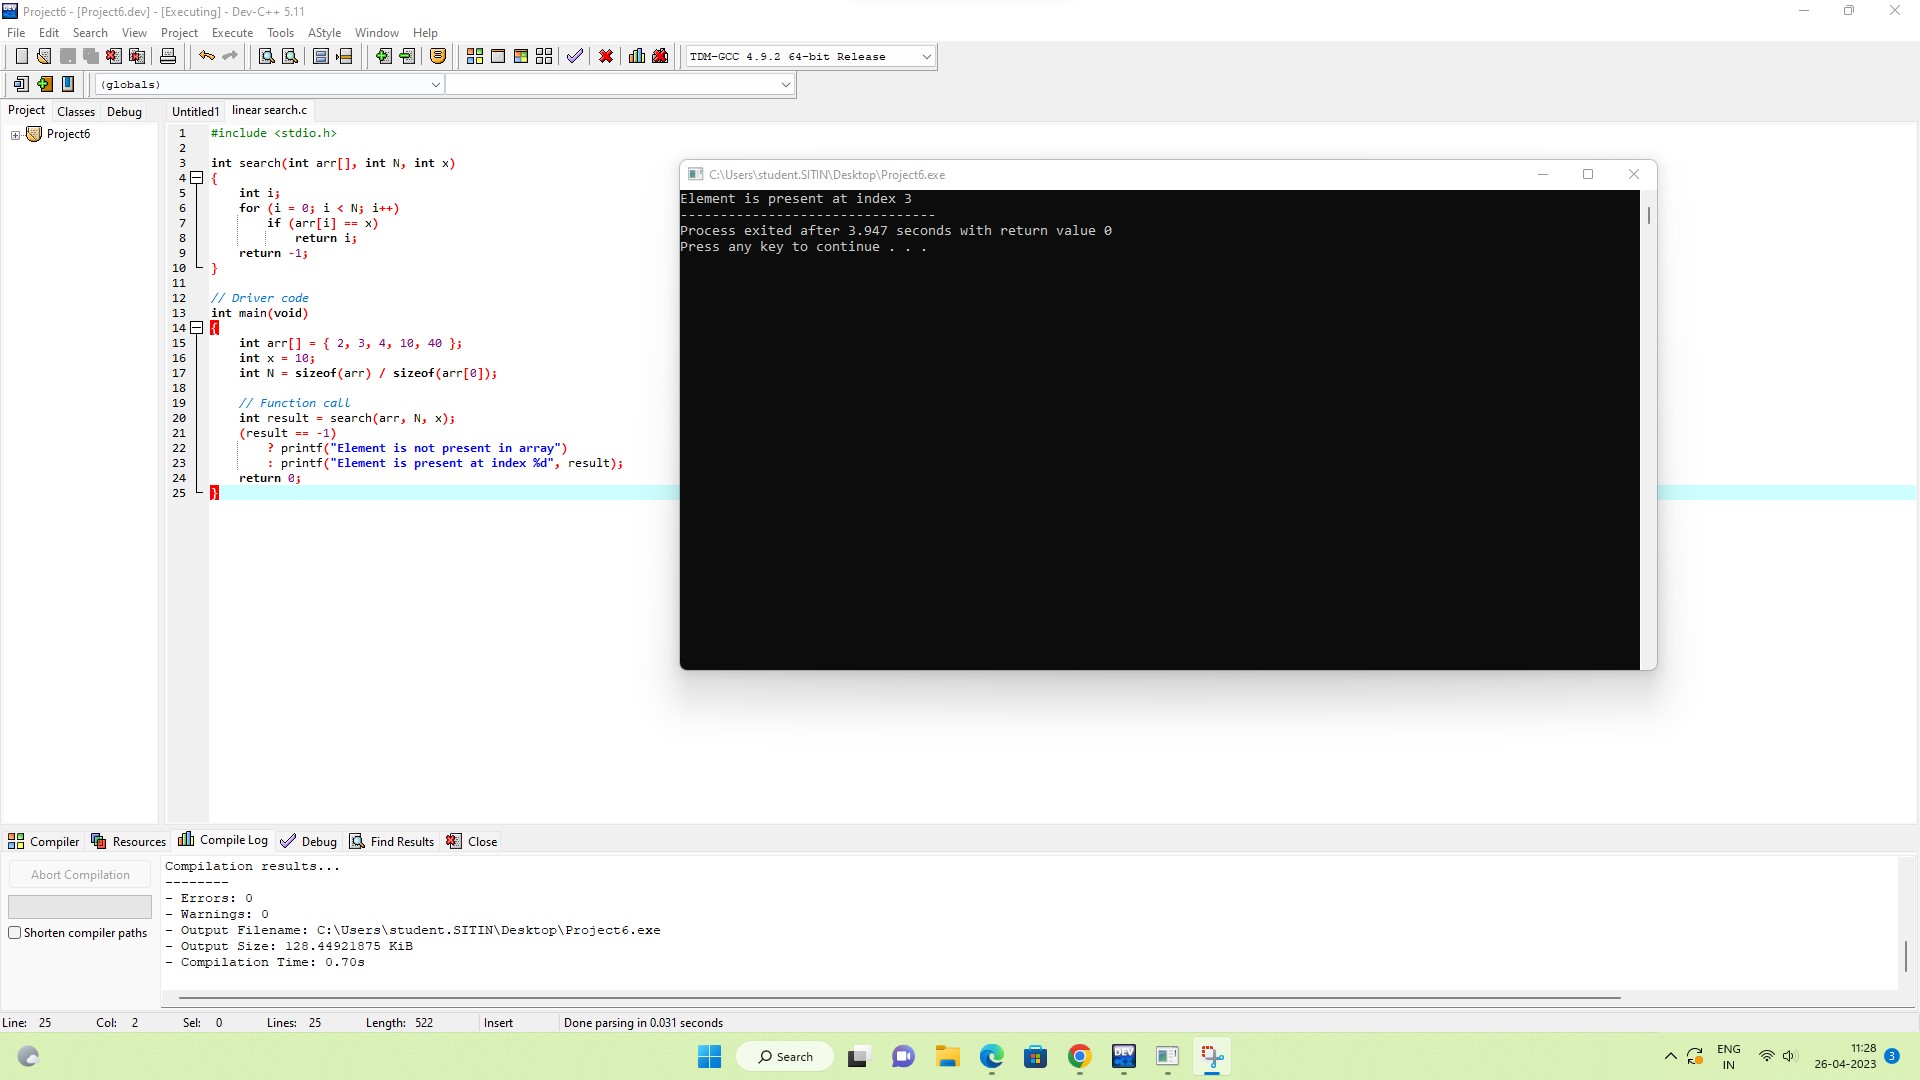 Project6 - [Project6.dev] - [Executing] - Dev-C++ 5.11
File Edit Search View Project Execute Tools AStyle Window Help
TDM-GCC 4.9.2 64-bit Release
(globals)
Project Classes Debug
Untitled1 linear search.c
Project6
1 #include <stdio.h>
2
3 int search(int arr[], int N, int x)
4 {
5 int i;
6 for (i = 0; i < N; i++)
7 if (arr[i] == x)
8 return i;
9 return -1;
10 }
11
12 // Driver code
13 int main(void)
14 {
15 int arr[] = { 2, 3, 4, 10, 40 };
16 int x = 10;
17 int N = sizeof(arr) / sizeof(arr[0]);
18
19 // Function call
20 int result = search(arr, N, x);
21 (result == -1)
22 ? printf("Element is not present in array")
23 : printf("Element is present at index %d", result);
24 return 0;
25 }
C:\Users\student.SITIN\Desktop\Project6.exe
Element is present at index 3
--------------------------------
Process exited after 3.947 seconds with return value 0
Press any key to continue . . .
Compiler Resources Compile Log Debug Find Results Close
Abort Compilation
Shorten compiler paths
Compilation results...
--------
- Errors: 0
- Warnings: 0
- Output Filename: C:\Users\student.SITIN\Desktop\Project6.exe
- Output Size: 128.44921875 KiB
- Compilation Time: 0.70s
Line: 25 Col: 2 Sel: 0 Lines: 25 Length: 522 Insert Done parsing in 0.031 seconds
Search
DEV
ENG
IN
11:28
26-04-2023
3